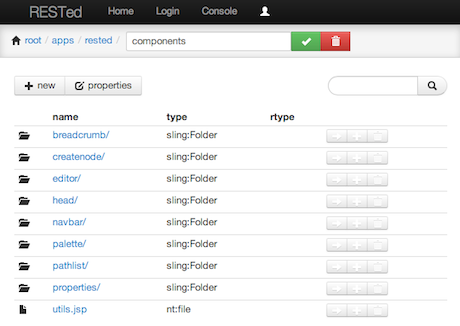 RESTed Home Login Console
root / apps / rested / components
new properties
name type rtype
breadcrumb/ sling:Folder
createnode/ sling:Folder
editor/ sling:Folder
head/ sling:Folder
navbar/ sling:Folder
palette/ sling:Folder
pathlist/ sling:Folder
properties/ sling:Folder
utils.jsp nt:file